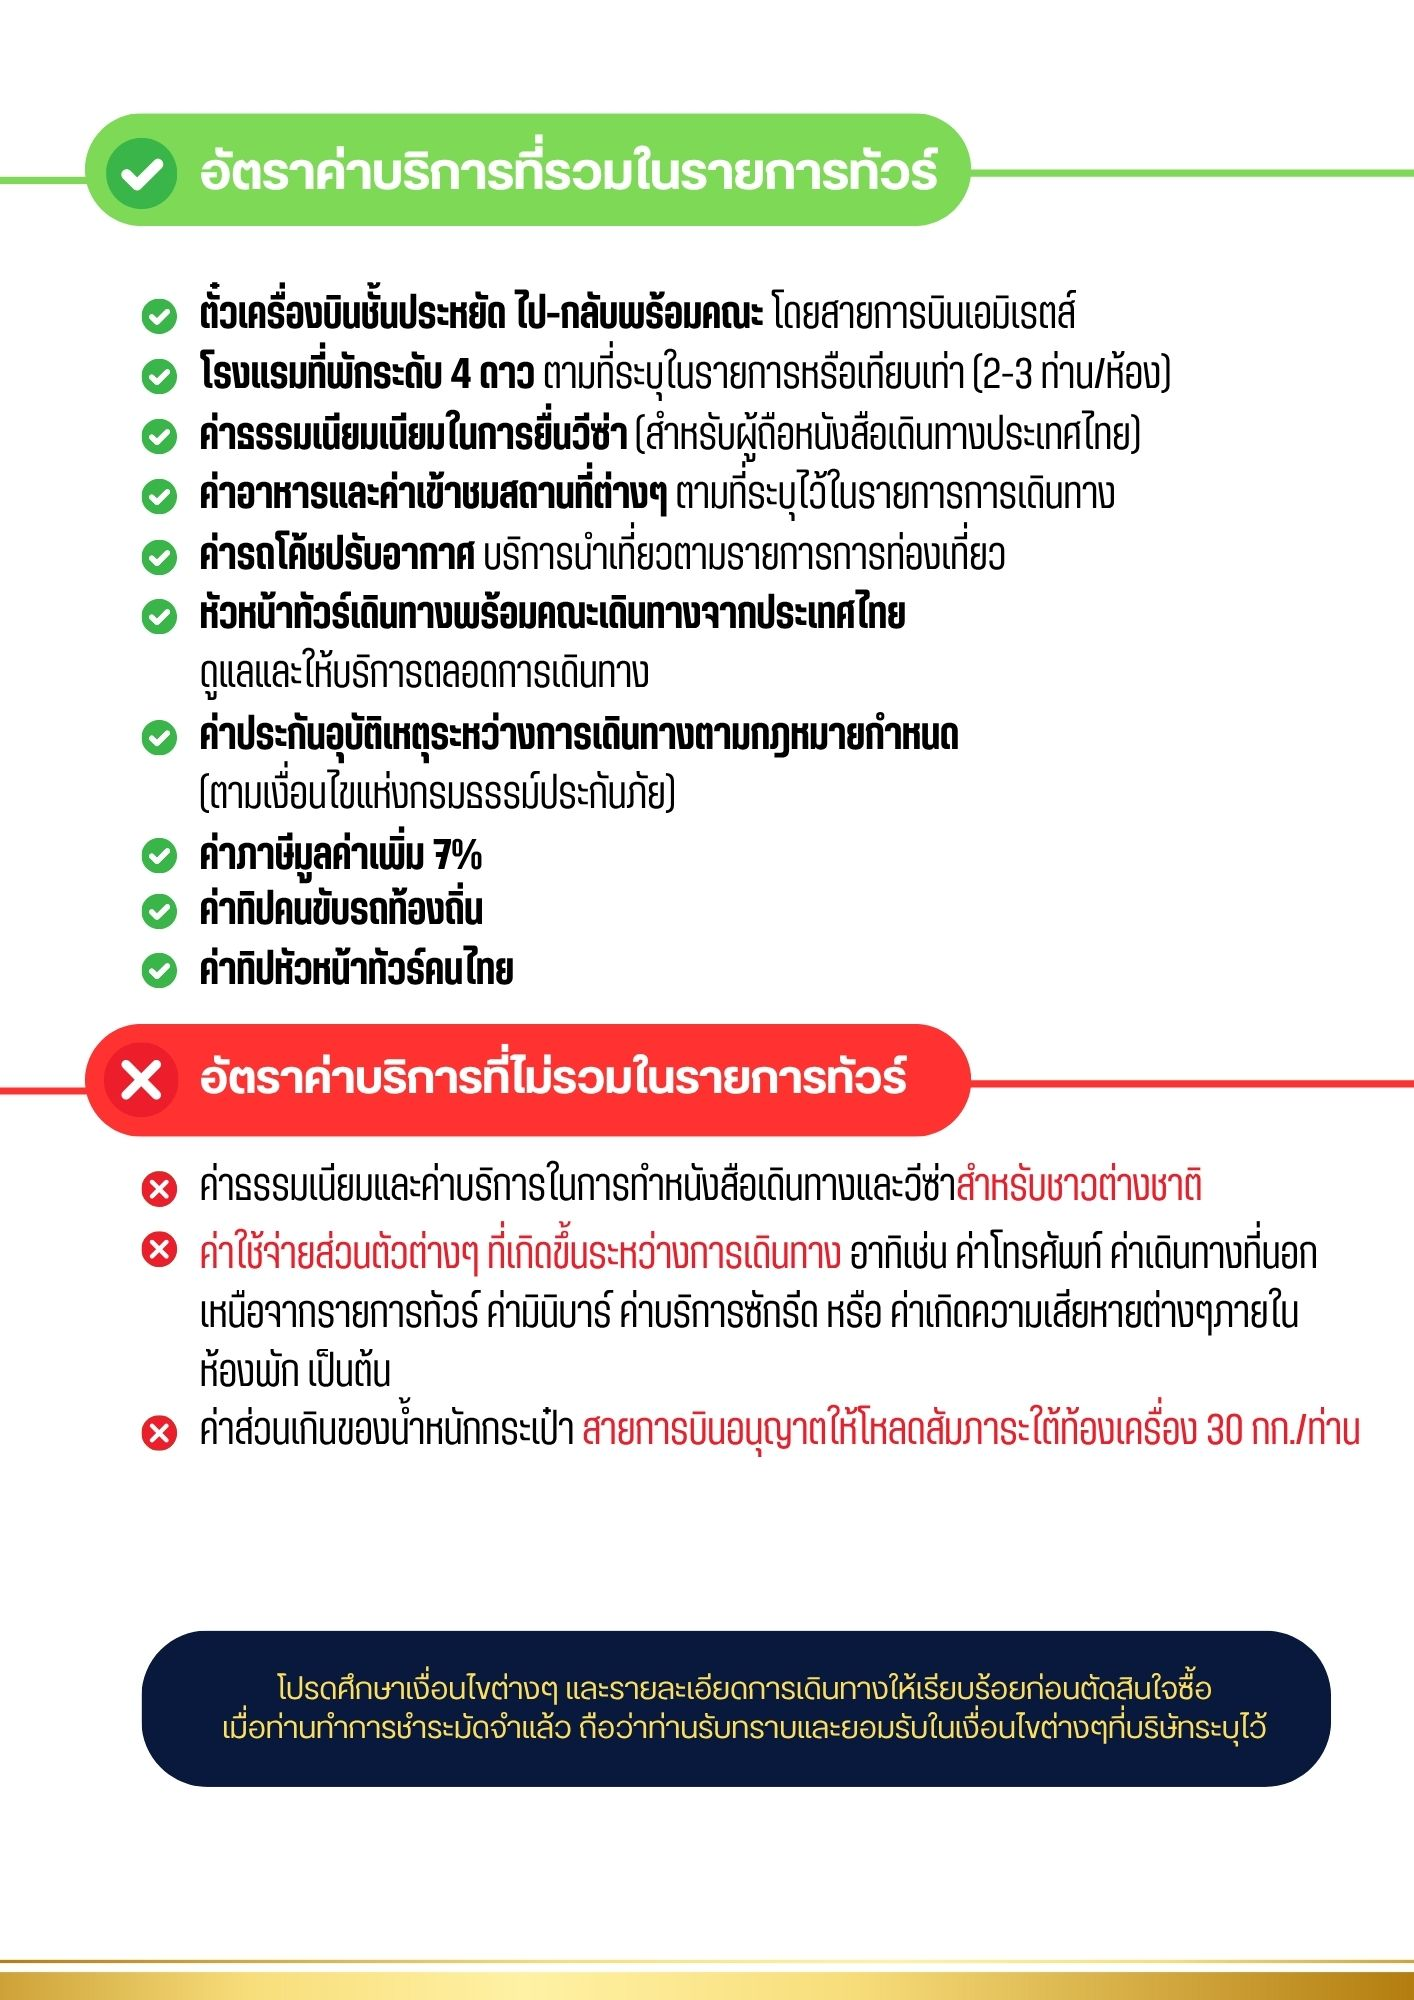 อัตราค่าบริการที่รวมในรายการทัวร์
ตั๋วเครื่องบินชั้นประหยัด ไป-กลับพร้อมคณะ โดยสายการบินเอมิเรตส์
โรงแรมที่พักระดับ 4 ดาว ตามที่ระบุในรายการหรือเทียบเท่า (2-3 ท่าน/ห้อง)
ค่าธรรมเนียมเนียมในการยื่นวีซ่า (สำหรับผู้ถือหนังสือเดินทางประเทศไทย)
ค่าอาหารและค่าเข้าชมสถานที่ต่างๆ ตามที่ระบุไว้ในรายการการเดินทาง
ค่ารถโค้ชปรับอากาศ บริการนำเที่ยวตามรายการการท่องเที่ยว
หัวหน้าทัวร์เดินทางพร้อมคณะเดินทางจากประเทศไทย
ดูแลและให้บริการตลอดการเดินทาง
ค่าประกันอุบัติเหตุระหว่างการเดินทางตามกฎหมายกำหนด
(ตามเงื่อนไขแห่งกรมธรรม์ประกันภัย)
ค่าภาษีมูลค่าเพิ่ม 7%
ค่าทิปคนขับรถท้องถิ่น
ค่าทิปหัวหน้าทัวร์คนไทย
อัตราค่าบริการที่ไม่รวมในรายการทัวร์
ค่าธรรมเนียมและค่าบริการในการทำหนังสือเดินทางและวีซ่าสำหรับชาวต่างชาติ
ค่าใช้จ่ายส่วนตัวต่างๆ ที่เกิดขึ้นระหว่างการเดินทาง อาทิเช่น ค่าโทรศัพท์ ค่าเดินทางที่นอก
เหนือจากรายการทัวร์ ค่ามินิบาร์ ค่าบริการซักรีด หรือ ค่าเกิดความเสียหายต่างๆภายใน
ห้องพัก เป็นต้น
ค่าส่วนเกินของน้ำหนักกระเป๋า สายการบินอนุญาตให้โหลดสัมภาระใต้ท้องเครื่อง 30 กก./ท่าน
โปรดศึกษาเงื่อนไขต่างๆ และรายละเอียดการเดินทางให้เรียบร้อยก่อนตัดสินใจซื้อ
เมื่อท่านทำการชำระมัดจำแล้ว ถือว่าท่านรับทราบและยอมรับในเงื่อนไขต่างๆที่บริษัทระบุไว้